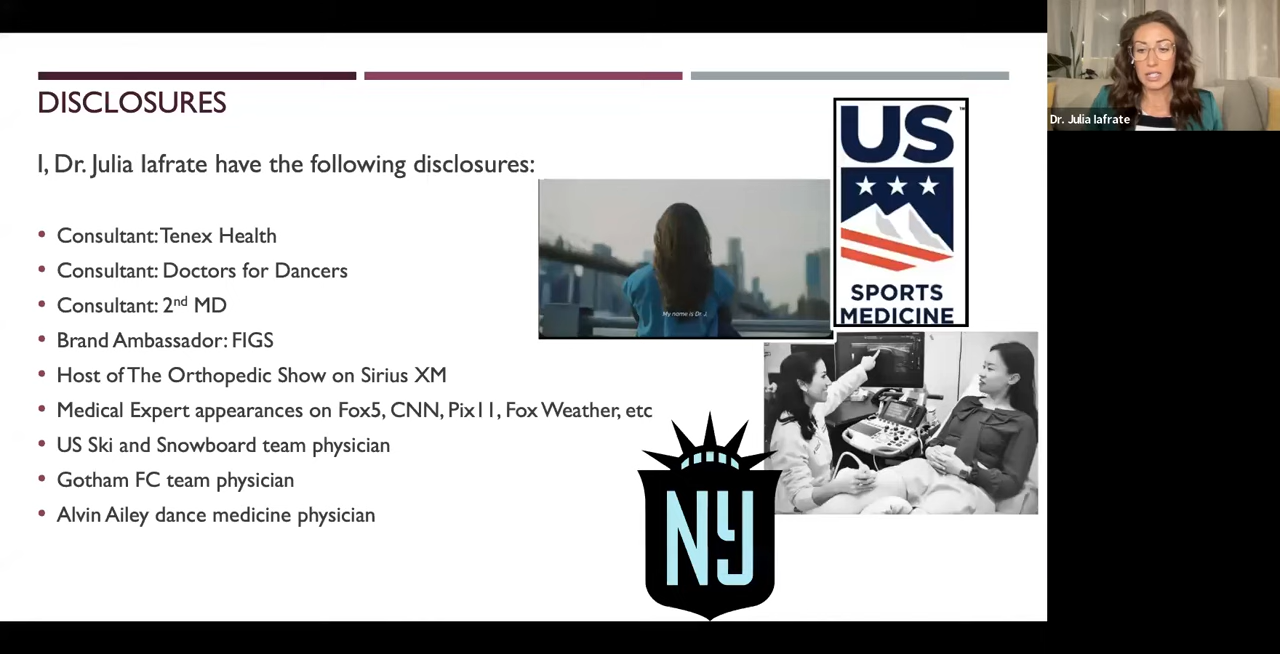 DISCLOSURES
I, Dr. Julia Iafrate have the following disclosures:
• Consultant: Tenex Health
• Consultant: Doctors for Dancers
• Consultant: 2nd MD
• Brand Ambassador: FIGS
• Host of The Orthopedic Show on Sirius XM
• Medical Expert appearances on Fox5, CNN, Pix11, Fox Weather, etc
• US Ski and Snowboard team physician
• Gotham FC team physician
• Alvin Ailey dance medicine physician
My name is Dr. J.
US™
SPORTS
MEDICINE
NY
Dr. Julia Iafrate